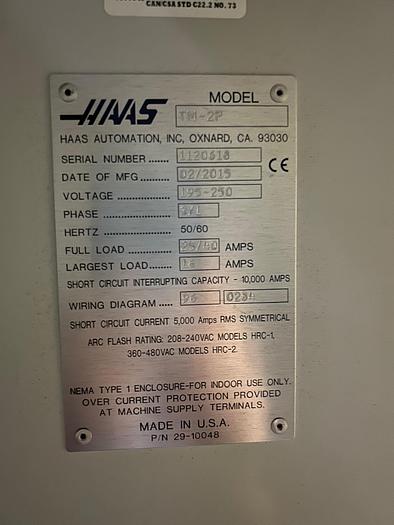 CAN/CSA STD C22.2 NO. 73
HAAS MODEL TM-2P
HAAS AUTOMATION, INC, OXNARD, CA. 93030
SERIAL NUMBER ....... 1120618
DATE OF MFG .......... 02/2015 CE
VOLTAGE ................ 195-250
PHASE ..................... 3/1
HERTZ 50/60
FULL LOAD .............. 25/40 AMPS
LARGEST LOAD....... AMPS
SHORT CIRCUIT INTERRUPTING CAPACITY - 10,000 AMPS
WIRING DIAGRAM ..... 96 0234
SHORT CIRCUIT CURRENT 5,000 Amps RMS SYMMETRICAL
ARC FLASH RATING: 208-240VAC MODELS HRC-1,
360-480VAC MODELS HRC-2.
NEMA TYPE 1 ENCLOSURE-FOR INDOOR USE ONLY.
OVER CURRENT PROTECTION PROVIDED
AT MACHINE SUPPLY TERMINALS.
MADE IN U.S.A.
P/N 29-10048